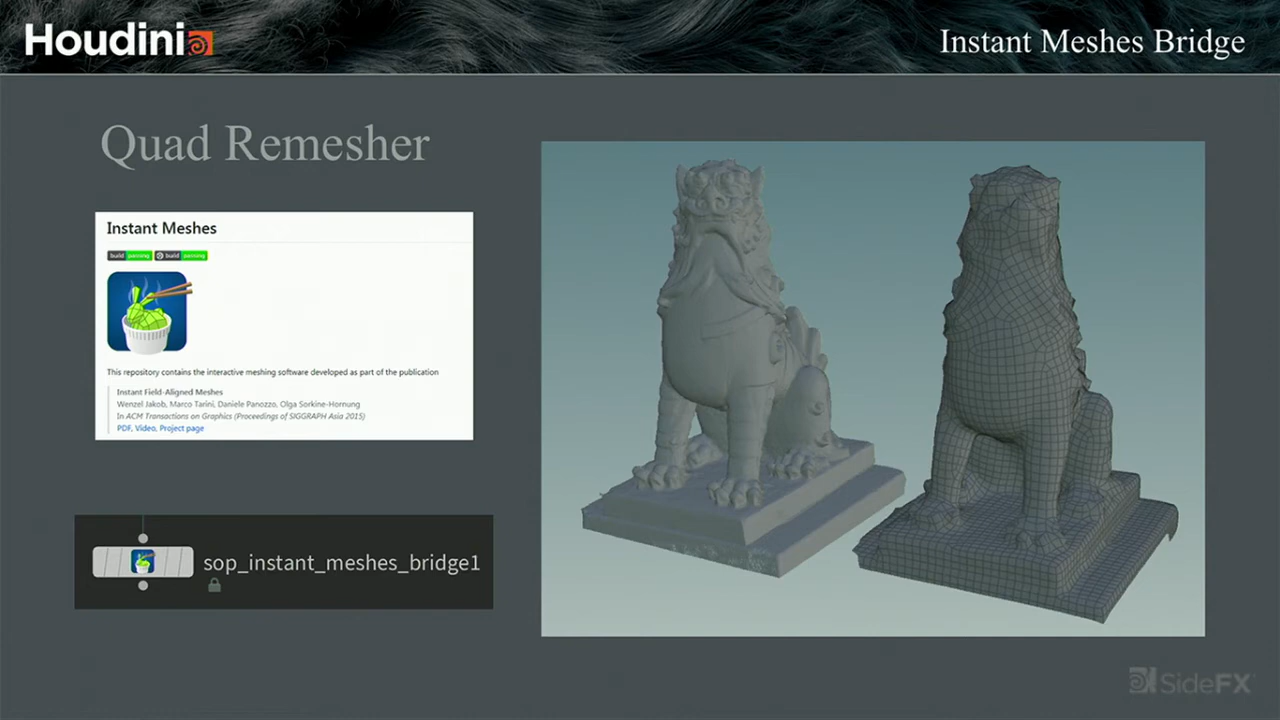 Houdini
Instant Meshes Bridge
Quad Remesher
Instant Meshes
build passing build passing
This repository contains the interactive meshing software developed as part of the publication
Instant Field-Aligned Meshes
Wenzel Jakob, Marco Tarini, Daniele Panozzo, Olga Sorkine-Hornung
In ACM Transactions on Graphics (Proceedings of SIGGRAPH Asia 2015)
PDF, Video, Project page
sop_instant_meshes_bridge1
SideFX